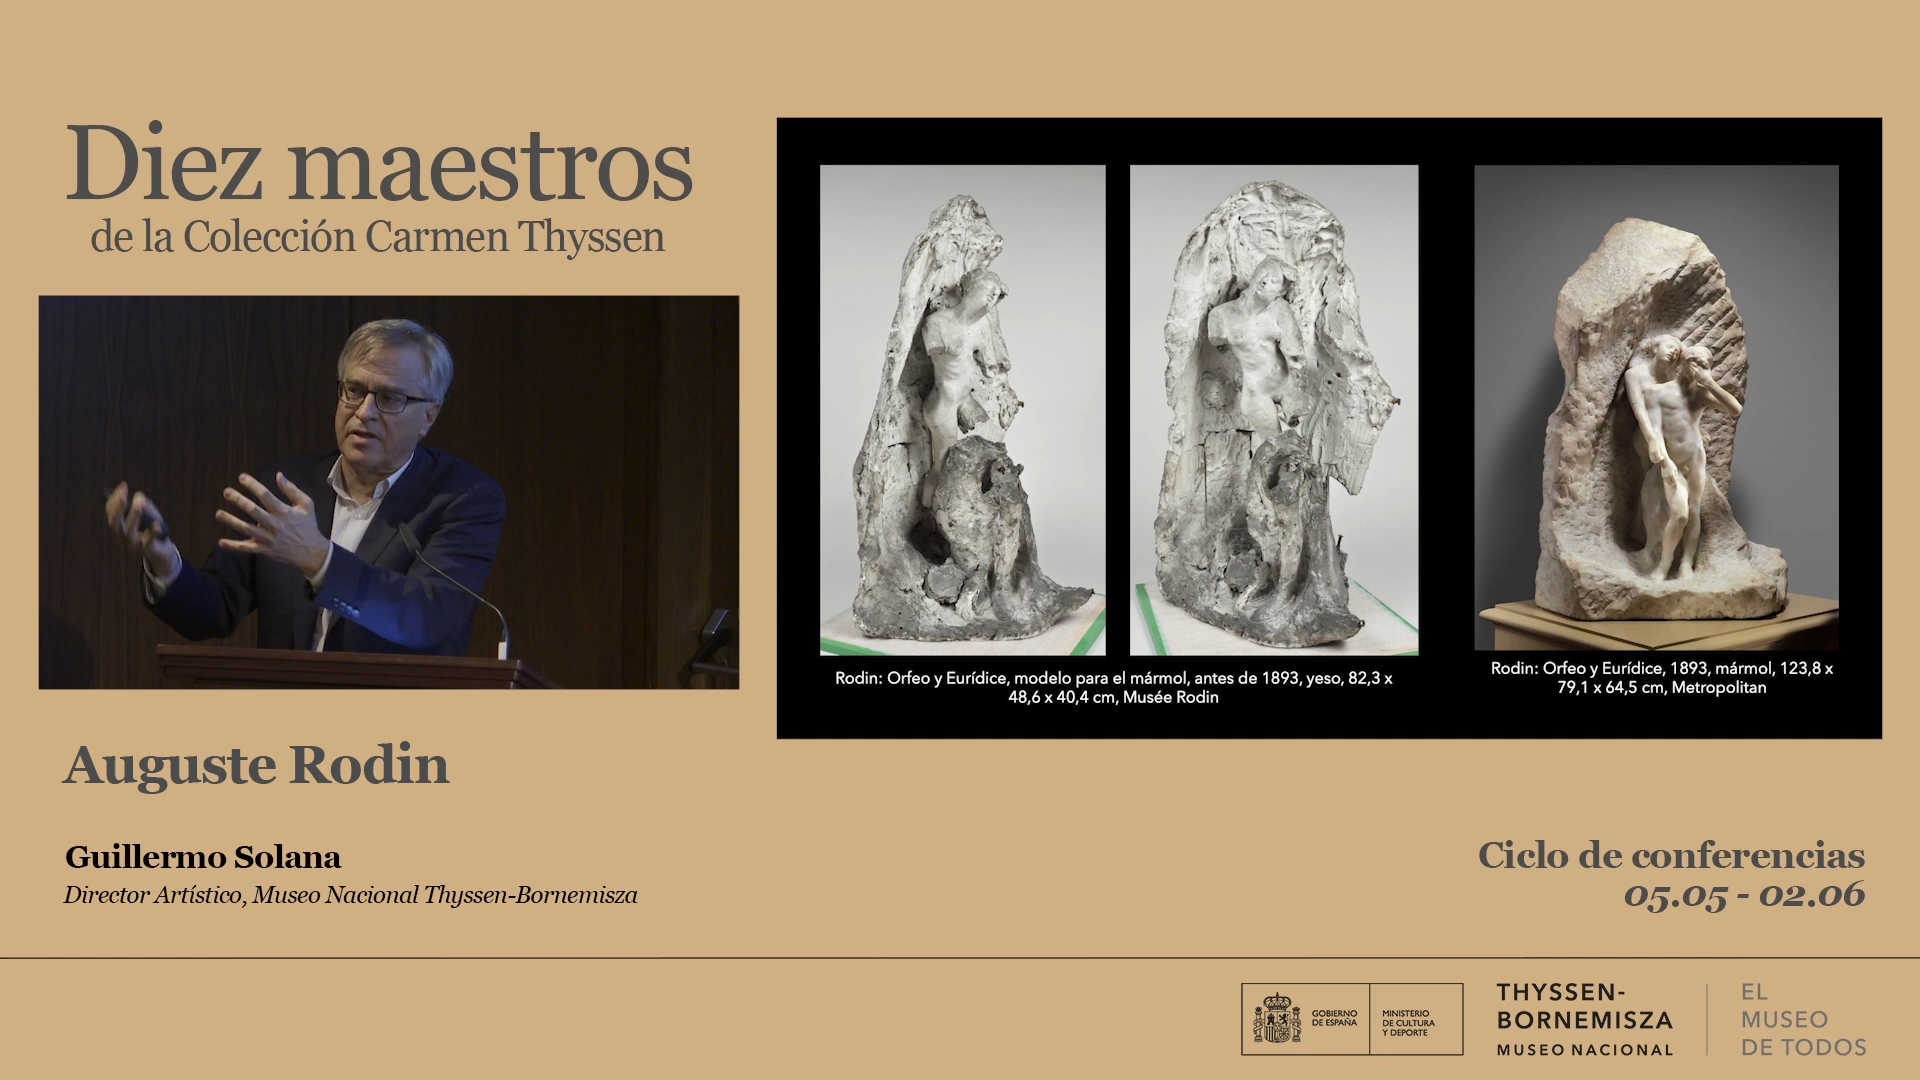 Diez maestros
de la Colección Carmen Thyssen
Rodin: Orfeo y Eurídice, modelo para el mármol, antes de 1893, yeso, 82,3 x
48,6 x 40,4 cm, Musée Rodin
Rodin: Orfeo y Eurídice, 1893, mármol, 123,8 x
79,1 x 64,5 cm, Metropolitan
Auguste Rodin
Guillermo Solana
Director Artístico, Museo Nacional Thyssen-Bornemisza
Ciclo de conferencias
05.05 - 02.06
GOBIERNO
DE ESPAÑA
MINISTERIO
DE CULTURA
Y DEPORTE
THYSSEN-
BORNEMISZA
MUSEO NACIONAL
EL
MUSEO
DE TODOS